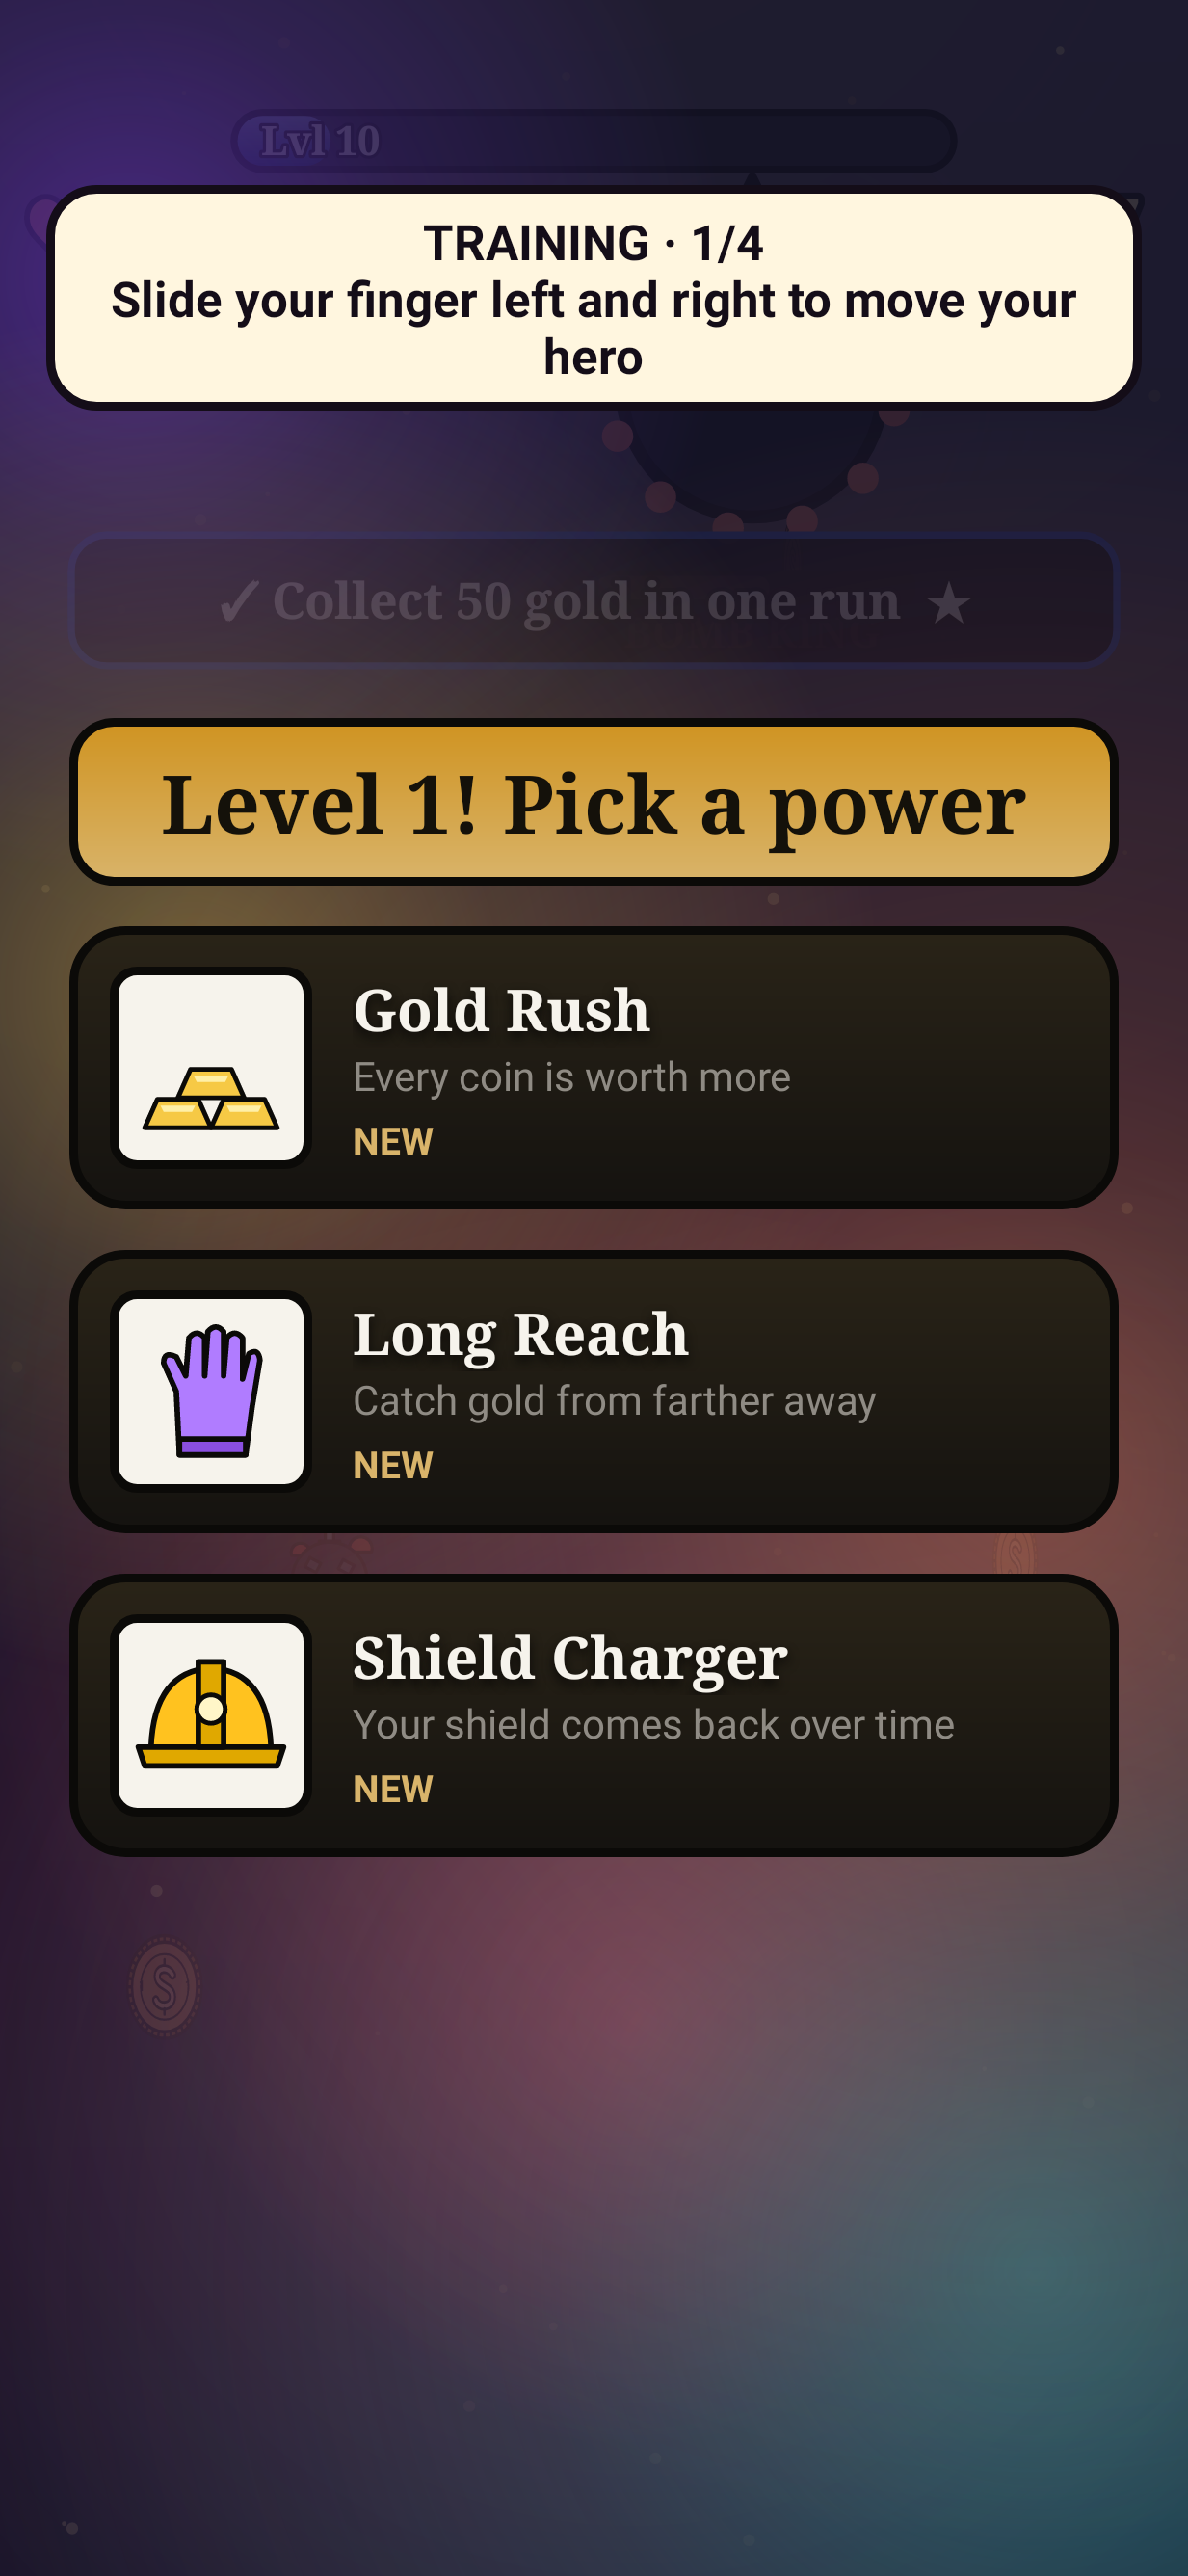 Lvl 10
TRAINING · 1/4
Slide your finger left and right to move your
hero
✓ Collect 50 gold in one run ★
Level 1! Pick a power
Gold Rush
Every coin is worth more
NEW
Long Reach
Catch gold from farther away
NEW
Shield Charger
Your shield comes back over time
NEW